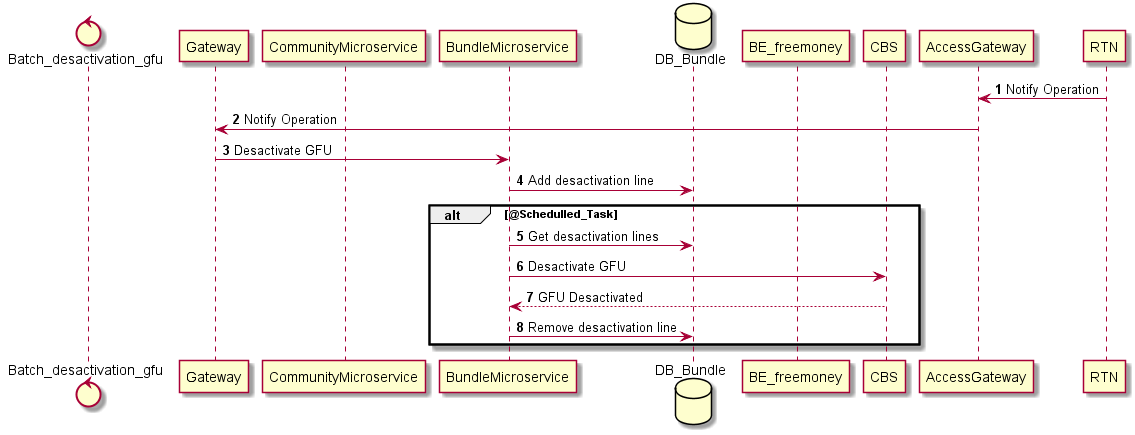 Batch_desactivation_gfu
Gateway
CommunityMicroservice
BundleMicroservice
DB_Bundle
BE_freemoney
CBS
AccessGateway
RTN
1 Notify Operation
2 Notify Operation
3 Desactivate GFU
4 Add desactivation line
alt [@Schedulled_Task]
5 Get desactivation lines
6 Desactivate GFU
7 GFU Desactivated
8 Remove desactivation line
Batch_desactivation_gfu
Gateway
CommunityMicroservice
BundleMicroservice
DB_Bundle
BE_freemoney
CBS
AccessGateway
RTN